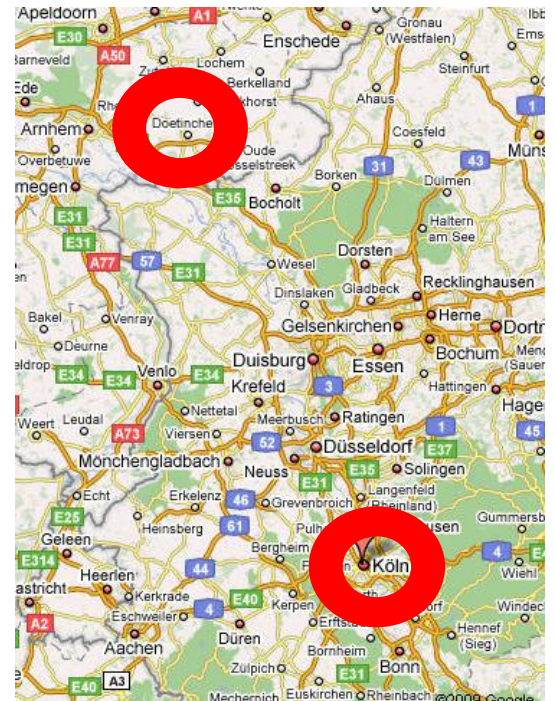 Apeldoorn
A1
Gronau
(Westfalen)
E30
Enschede
A50
Lochem
Steinfurt
Barneveld
Berkelland
Ede
Ahaus
1
Arnhem
Doetinchem
Coesfeld
Overbetuwe
Oude
31
43
Borken
Dülmen
E35
Bocholt
E31
Haltern
am See
E31
Dorsten
A77
57
E31
Wesel
Recklinghausen
Dinslaken
Gladbeck
Bakel
Venray
Gelsenkirchen
Herne
Deurne
Duisburg
Bochum
Essen
E34
E34
Venlo
E34
3
Krefeld
Hattingen
Nettetal
Ratingen
Weert
Leudal
Meerbusch
1
A73
Viersen
52
45
Düsseldorf
E37
Mönchengladbach
Neuss
E35
Solingen
E31
Echt
Erkelenz
46
Langenfeld
(Rheinland)
E25
Grevenbroich
Heinsberg
61
Geleen
Bergheim
4
E314
44
Köln
Wiehl
Heerlen
Kerkrade
E40
Kerpen
Eschweiler
4
A2
Düren
Hennef
(Sieg)
Aachen
Bornheim
Zülpich
E31
Bonn
E40
A3
Mechernich
Euskirchen
Rheinbach
©2009 Google